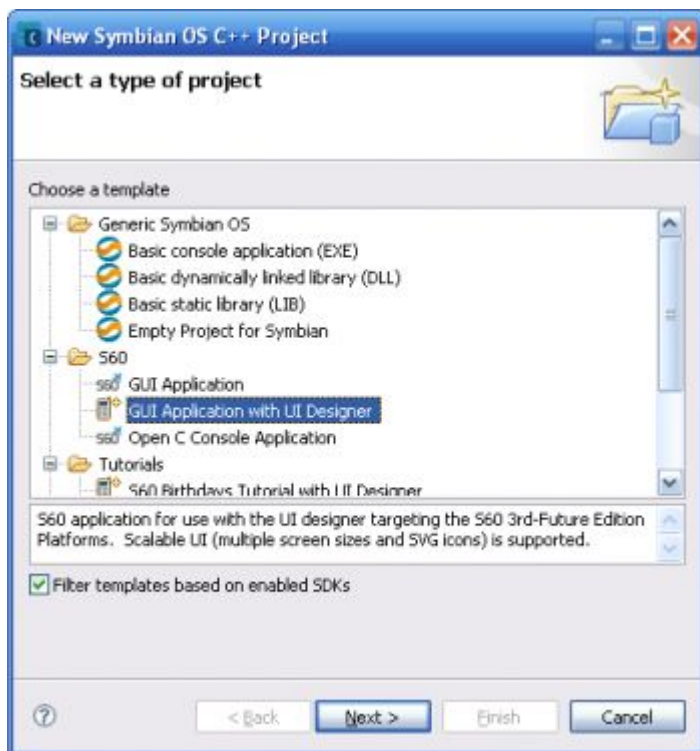 New Symbian OS C++ Project
Select a type of project
Choose a template
Generic Symbian OS
Basic console application (EXE)
Basic dynamically linked library (DLL)
Basic static library (LIB)
Empty Project for Symbian
S60
S60 GUI Application
GUI Application with UI Designer
S60 Open C Console Application
Tutorials
S60 Birthdays Tutorial with UI Designer
S60 application for use with the UI designer targeting the S60 3rd-Future Edition
Platforms. Scalable UI (multiple screen sizes and SVG icons) is supported.
Filter templates based on enabled SDKs
< Back Next > Finish Cancel